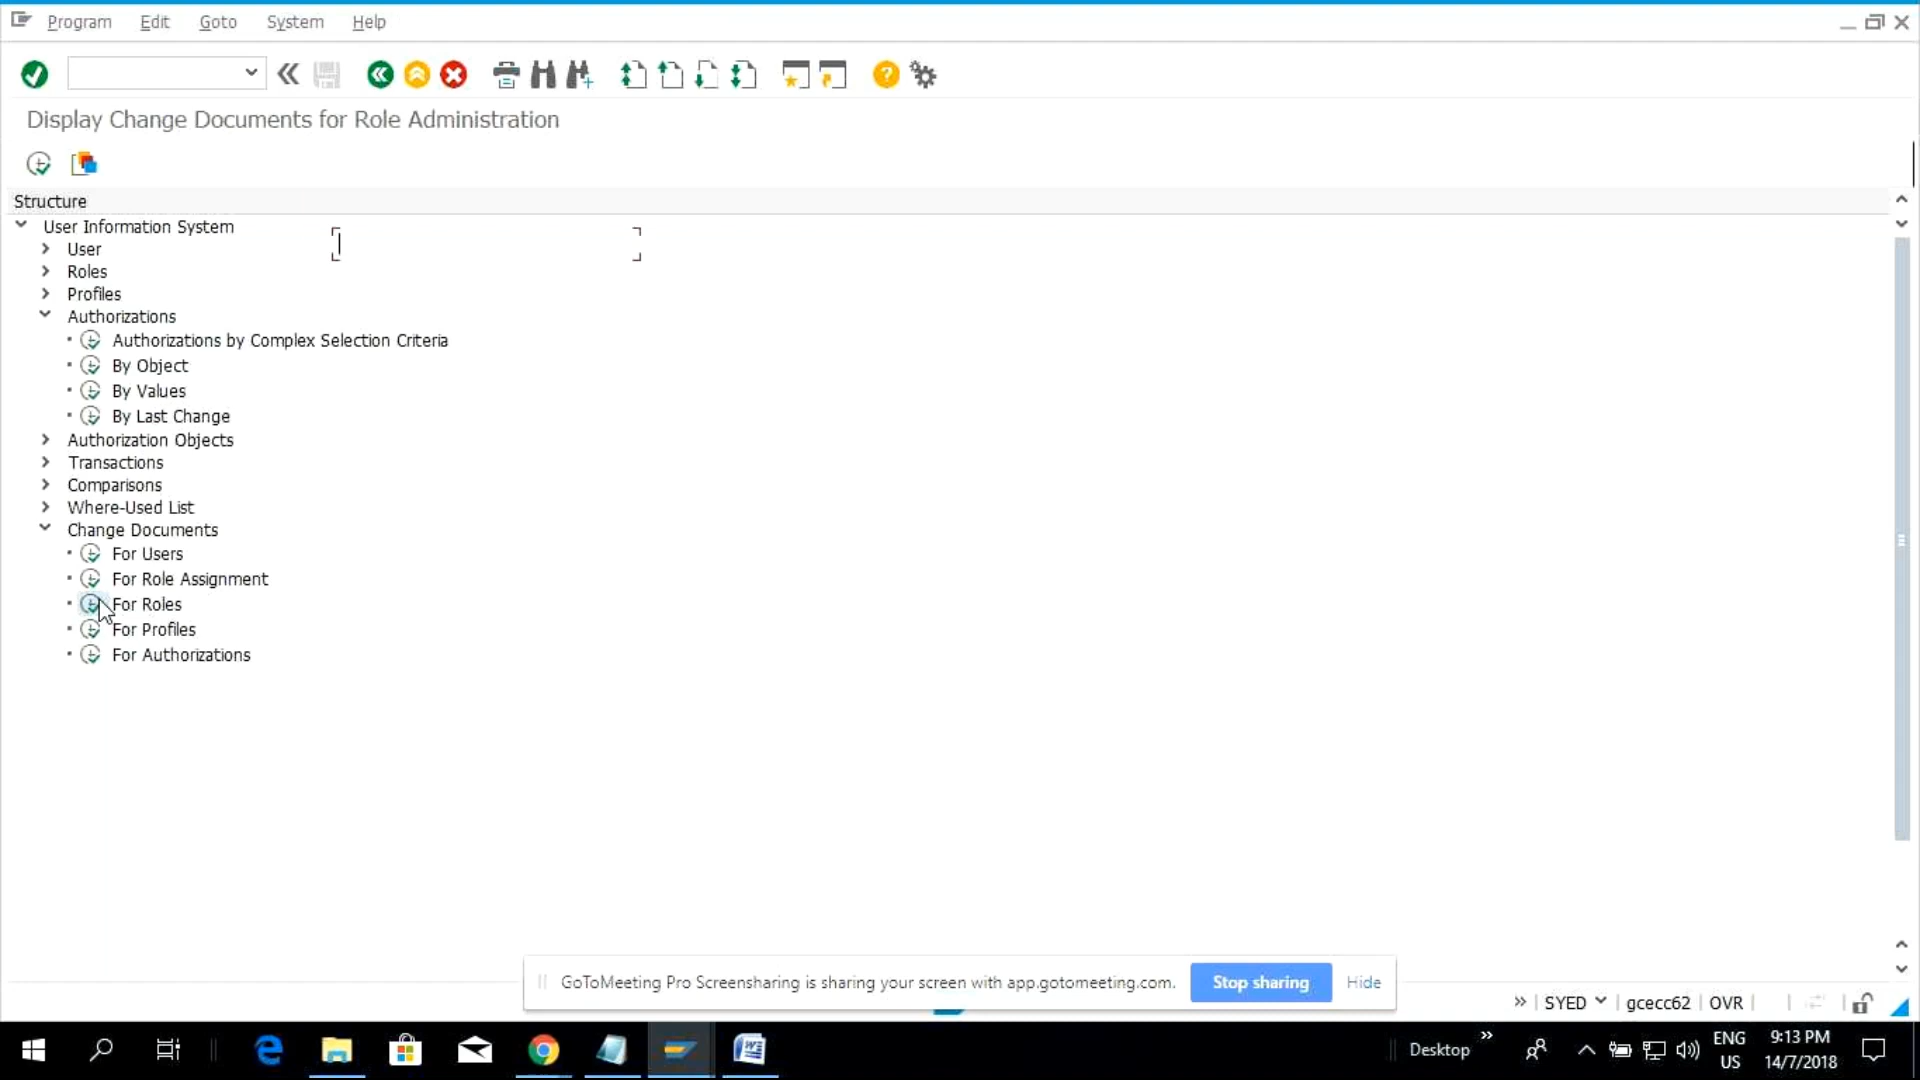 Program Edit Goto System Help
Display Change Documents for Role Administration
Structure
User Information System
User
Roles
Profiles
Authorizations
Authorizations by Complex Selection Criteria
By Object
By Values
By Last Change
Authorization Objects
Transactions
Comparisons
Where-Used List
Change Documents
For Users
For Role Assignment
For Roles
For Profiles
For Authorizations
GoToMeeting Pro Screensharing is sharing your screen with app.gotomeeting.com. Stop sharing Hide
SYED gcecc62 OVR
Desktop ENG 9:13 PM
US 14/7/2018